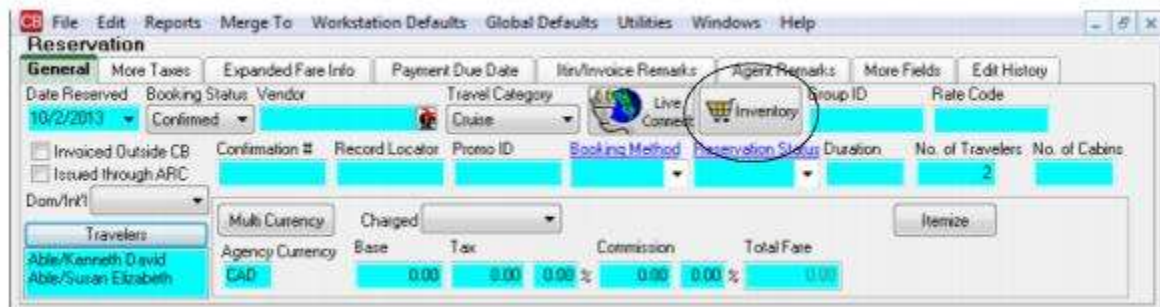 CB File Edit Reports Merge To Workstation Defaults Global Defaults Utilities Windows Help
Reservation
General More Taxes Expanded Fare Info Payment Due Date Itin/Invoice Remarks Agent Remarks More Fields Edit History
Date Reserved Booking Status Vendor Travel Category Group ID Rate Code
10/2/2013 Confirmed Cruise Live Connect Inventory
Invoiced Outside CB Confirmation # Record Locator Promo ID Booking Method Reservation Status Duration No. of Travelers No. of Cabins
Issued through ARC 2
Dom/Int'l
Multi Currency Charged Itemize
Travelers
Agency Currency Base Tax Commission Total Fare
Able/Kenneth David
Able/Susan Elizabeth CAD 0.00 0.00 0.00 % 0.00 0.00 % 0.00